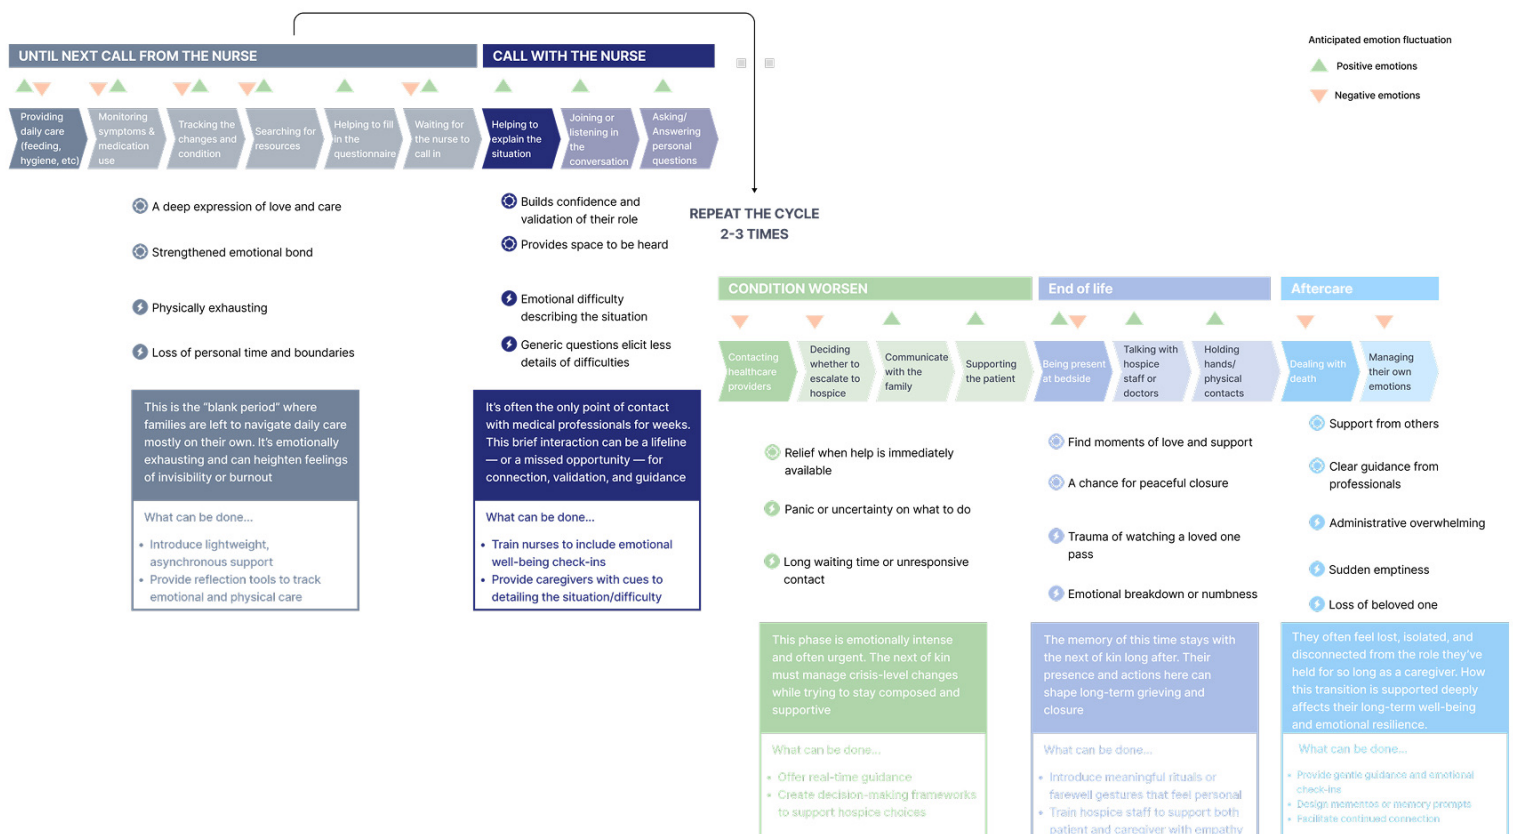 Anticipated emotion fluctuation
Positive emotions
Negative emotions
UNTIL NEXT CALL FROM THE NURSE
CALL WITH THE NURSE
Providing
daily care
(feeding,
hygiene, etc)
Monitoring
symptoms &
medication
use
Tracking the
changes and
condition
Searching for
resources
Helping to fill
in the
questionnaire
Waiting for
the nurse to
call in
Helping to
explain the
situation
Joining or
listening in
the
conversation
Asking/
Answering
personal
questions
A deep expression of love and care
Strengthened emotional bond
Physically exhausting
Loss of personal time and boundaries
This is the “blank period” where
families are left to navigate daily care
mostly on their own. It’s emotionally
exhausting and can heighten feelings
of invisibility or burnout
What can be done...
• Introduce lightweight,
asynchronous support
• Provide reflection tools to track
emotional and physical care
Builds confidence and
validation of their role
Provides space to be heard
Emotional difficulty
describing the situation
Generic questions elicit less
details of difficulties
It’s often the only point of contact
with medical professionals for weeks.
This brief interaction can be a lifeline
— or a missed opportunity — for
connection, validation, and guidance
What can be done...
• Train nurses to include emotional
well-being check-ins
• Provide caregivers with cues to
detailing the situation/difficulty
REPEAT THE CYCLE
2-3 TIMES
CONDITION WORSEN
End of life
Aftercare
Contacting
healthcare
providers
Deciding
whether to
escalate to
hospice
Communicate
with the
family
Supporting
the patient
Being present
at bedside
Talking with
hospice
staff or
doctors
Holding
hands/
physical
contacts
Dealing with
death
Managing
their own
emotions
Relief when help is immediately
available
Panic or uncertainty on what to do
Long waiting time or unresponsive
contact
This phase is emotionally intense
and often urgent. The next of kin
must manage crisis-level changes
while trying to stay composed and
supportive
What can be done...
• Offer real-time guidance
• Create decision-making frameworks
to support hospice choices
Find moments of love and support
A chance for peaceful closure
Trauma of watching a loved one
pass
Emotional breakdown or numbness
The memory of this time stays with
the next of kin long after. Their
presence and actions here can
shape long-term grieving and
closure
What can be done...
• Introduce meaningful rituals or
farewell gestures that feel personal
• Train hospice staff to support both
patient and caregiver with empathy
Support from others
Clear guidance from
professionals
Administrative overwhelming
Sudden emptiness
Loss of beloved one
They often feel lost, isolated, and
disconnected from the role they’ve
held for so long as a caregiver. How
this transition is supported deeply
affects their long-term well-being
and emotional resilience.
What can be done...
• Provide gentle guidance and emotional
check-ins
• Design mementos or memory prompts
• Facilitate continued connection